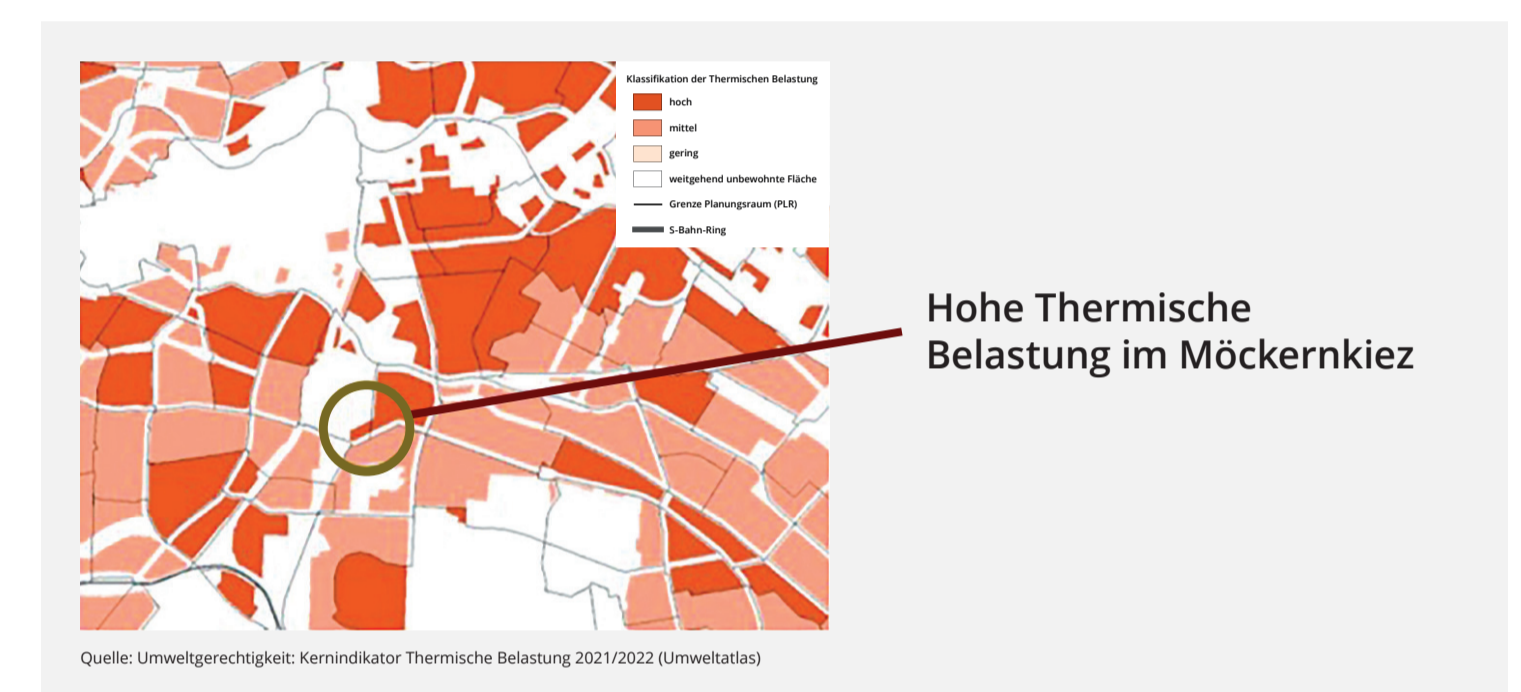 Klassifikation der Thermischen Belastung
hoch
mittel
gering
weitgehend unbewohnte Fläche
Grenze Planungsraum (PLR)
S-Bahn-Ring
Hohe Thermische
Belastung im Möckernkiez
Quelle: Umweltgerechtigkeit: Kernindikator Thermische Belastung 2021/2022 (Umweltatlas)